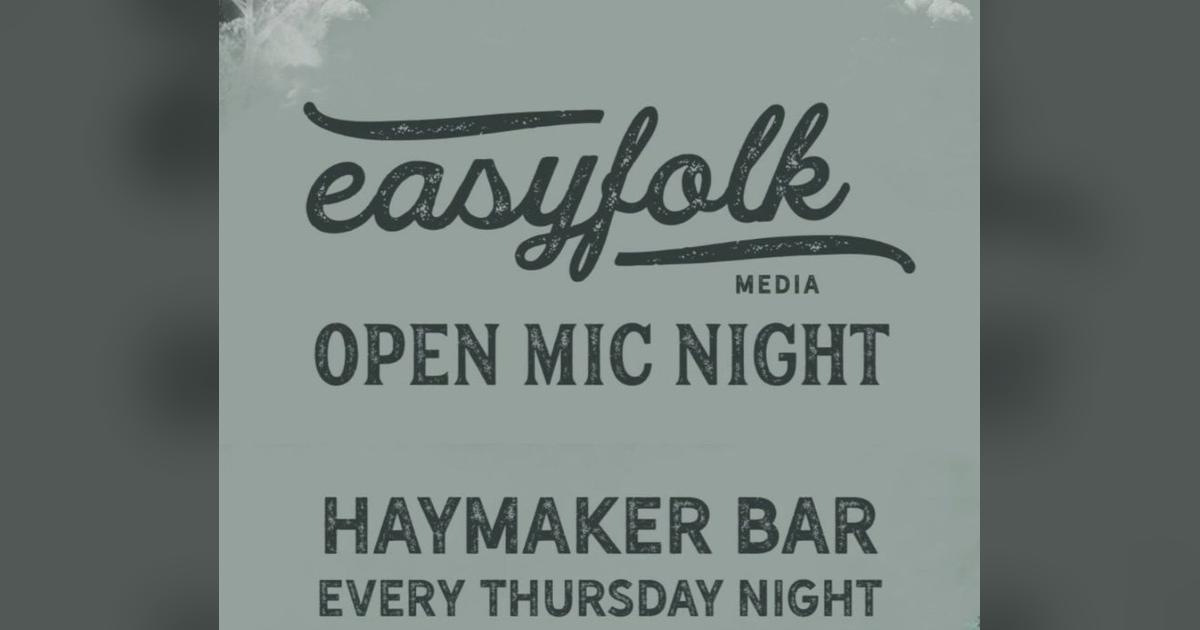 easyfolk
MEDIA
OPEN MIC NIGHT
HAYMAKER BAR
EVERY THURSDAY NIGHT